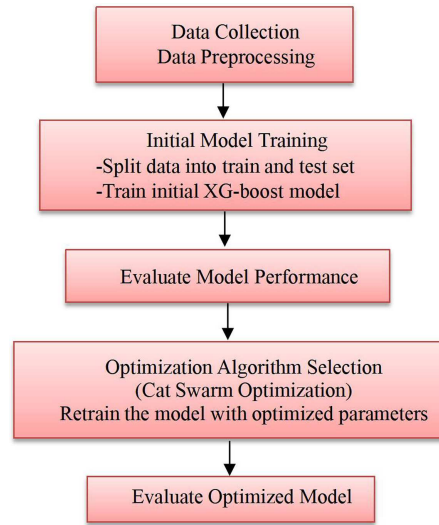 Data Collection
Data Preprocessing
Initial Model Training
-Split data into train and test set
-Train initial XG-boost model
Evaluate Model Performance
Optimization Algorithm Selection
(Cat Swarm Optimization)
Retrain the model with optimized parameters
Evaluate Optimized Model